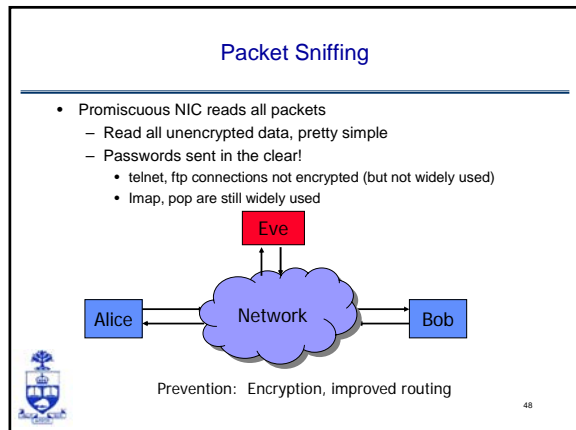 Packet Sniffing
• Promiscuous NIC reads all packets
– Read all unencrypted data, pretty simple
– Passwords sent in the clear!
• telnet, ftp connections not encrypted (but not widely used)
• Imap, pop are still widely used
Eve
Alice
Network
Bob
Prevention: Encryption, improved routing
48